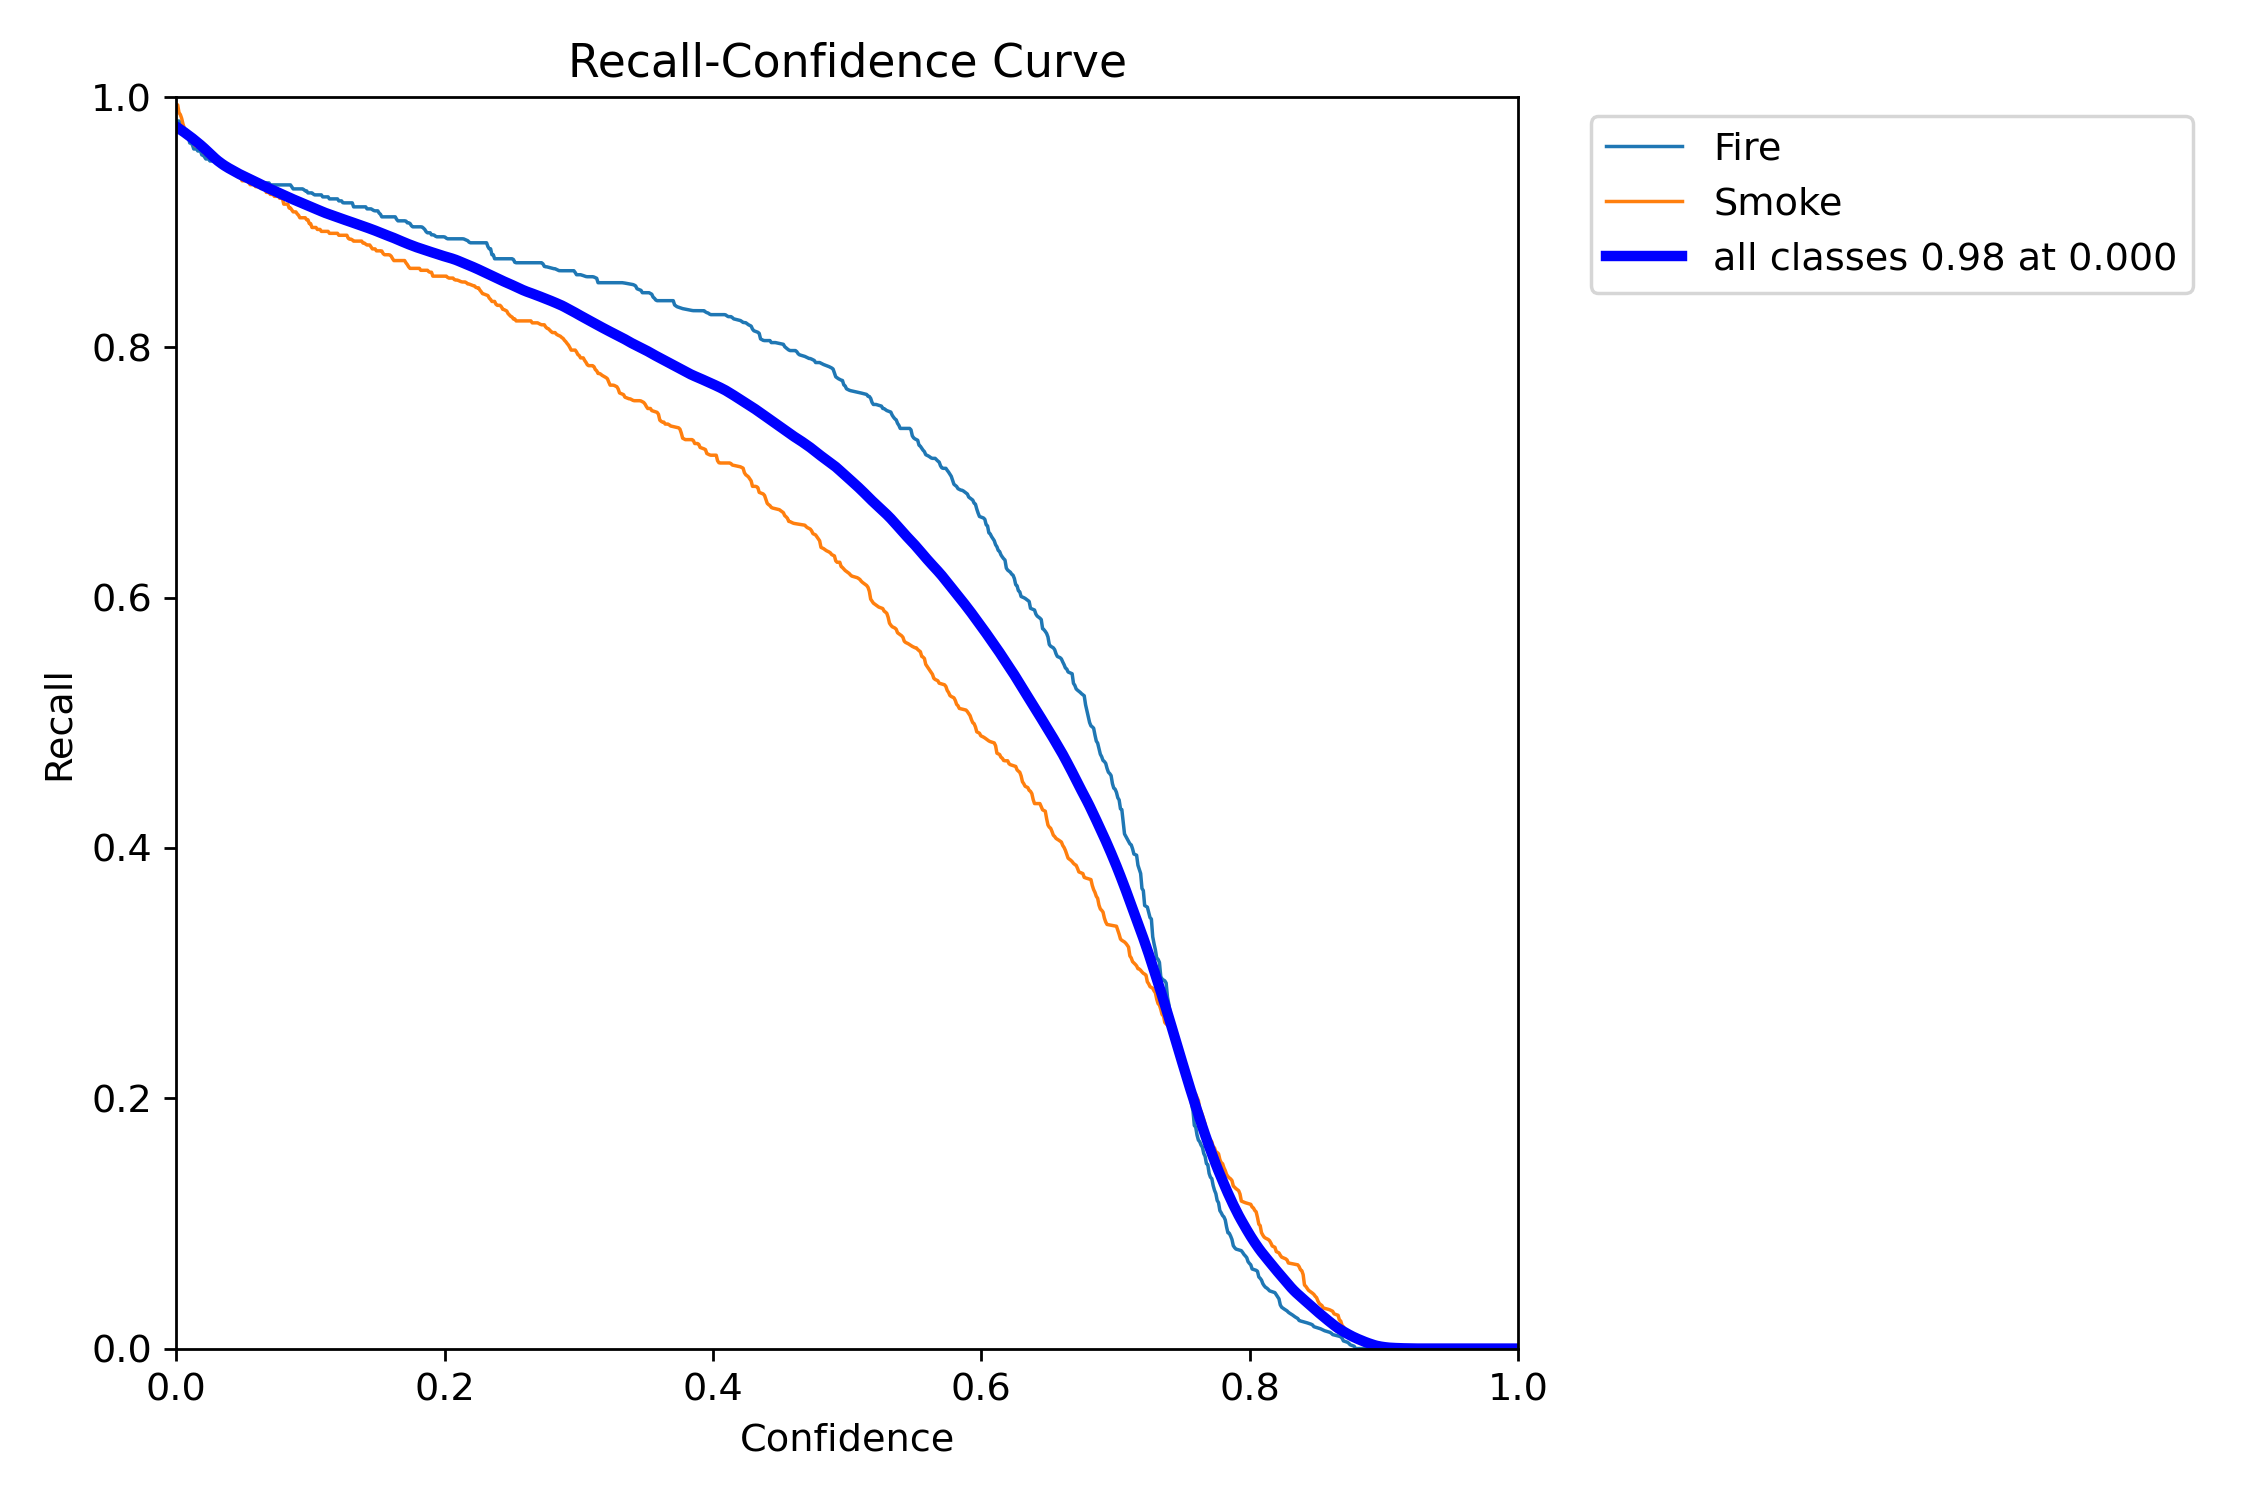 Recall-Confidence Curve
1.0
0.8
0.6
0.4
0.2
0.0
Recall
0.0 0.2 0.4 0.6 0.8 1.0
Confidence
Fire
Smoke
all classes 0.98 at 0.000